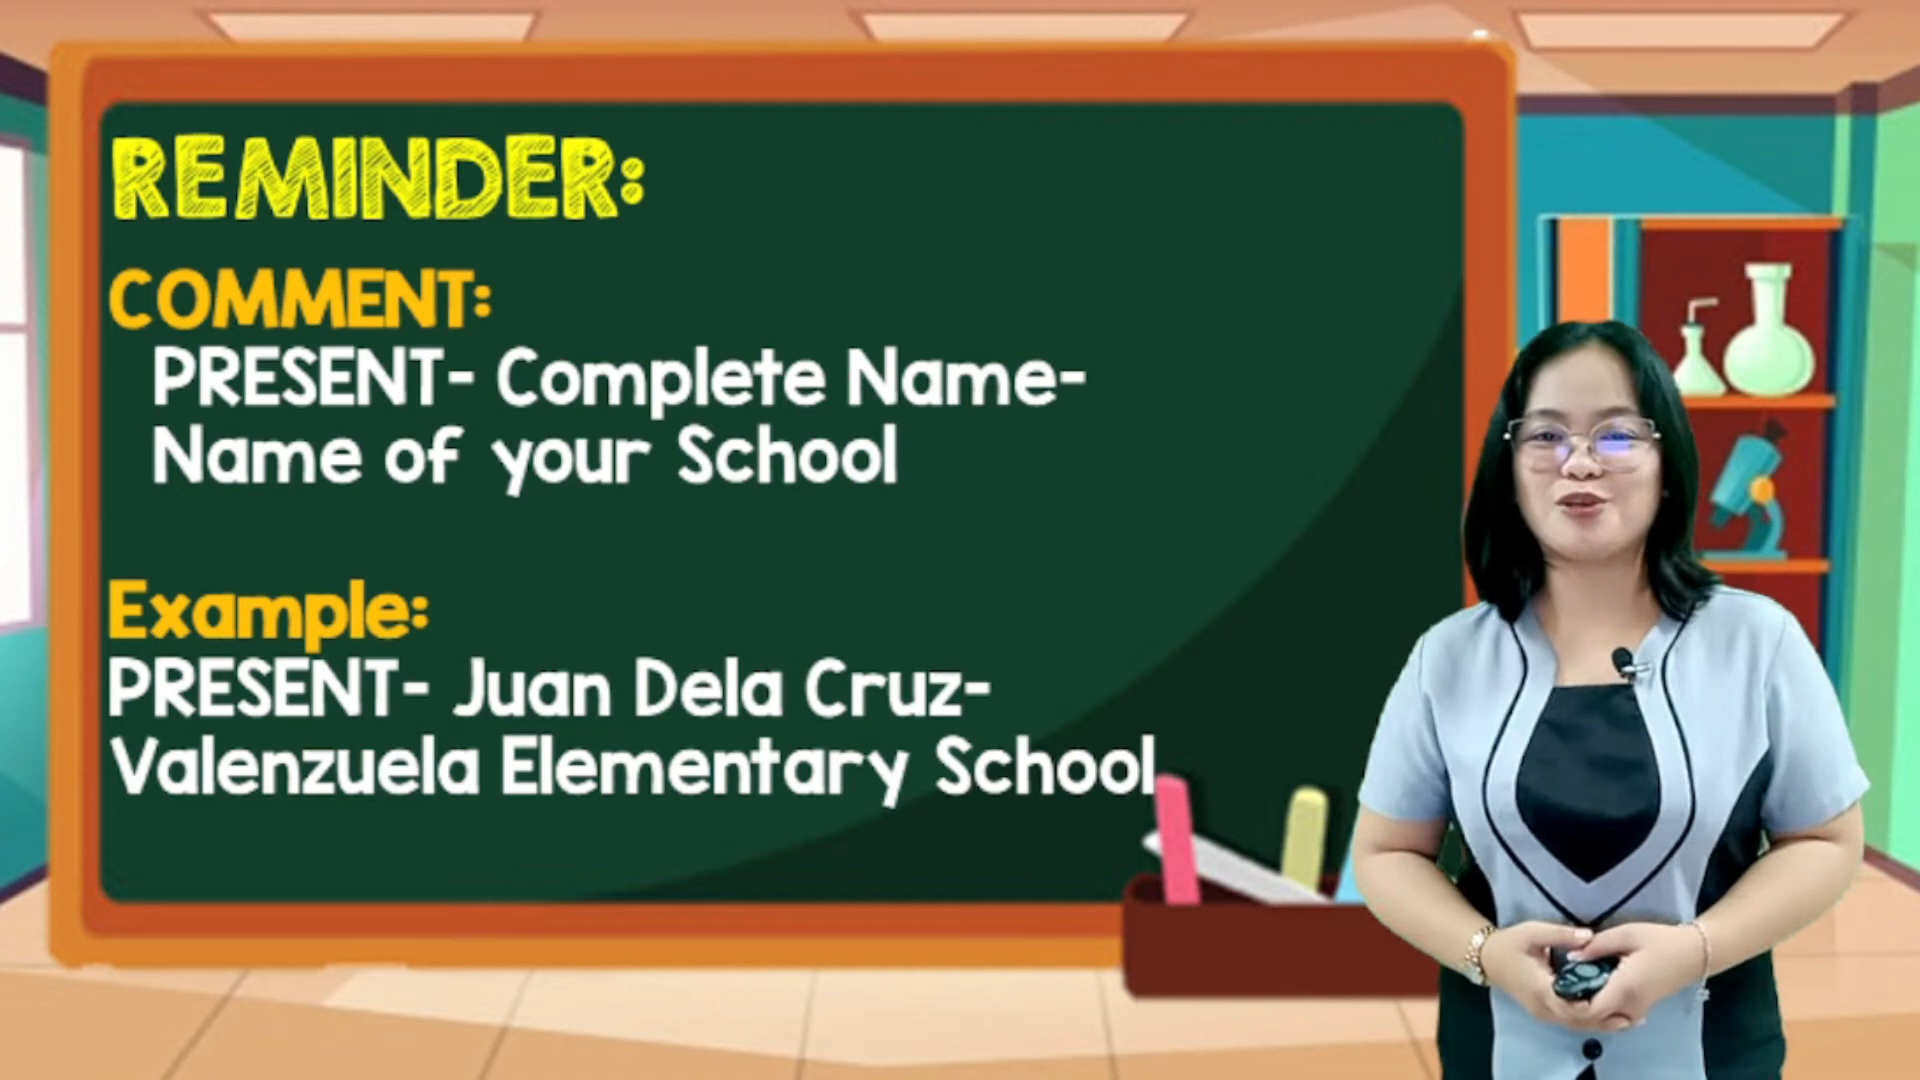 REMINDER:
COMMENT:
PRESENT- Complete Name-
Name of your School
Example:
PRESENT- Juan Dela Cruz-
Valenzuela Elementary School